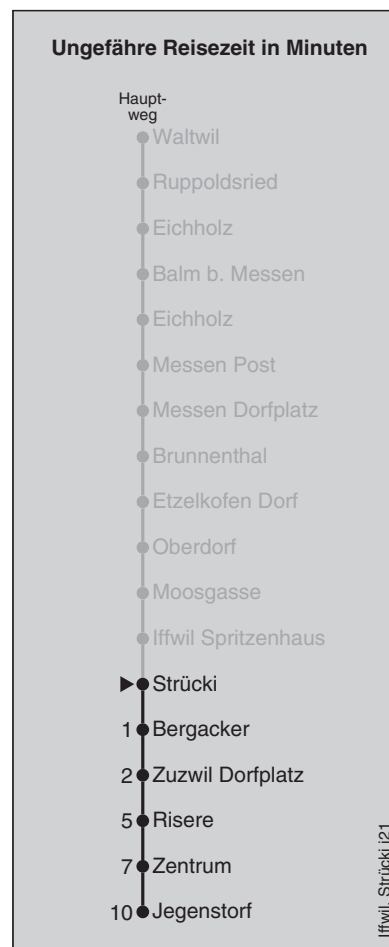 Ungefähre Reisezeit in Minuten
Haupt-
weg
Waltwil
Ruppoldsried
Eichholz
Balm b. Messen
Eichholz
Messen Post
Messen Dorfplatz
Brunnenthal
Etzelkofen Dorf
Oberdorf
Moosgasse
Iffwil Spritzenhaus
Strücki
1 Bergacker
2 Zuzwil Dorfplatz
5 Risere
7 Zentrum
10 Jegenstorf
Iffwil, Strücki j21